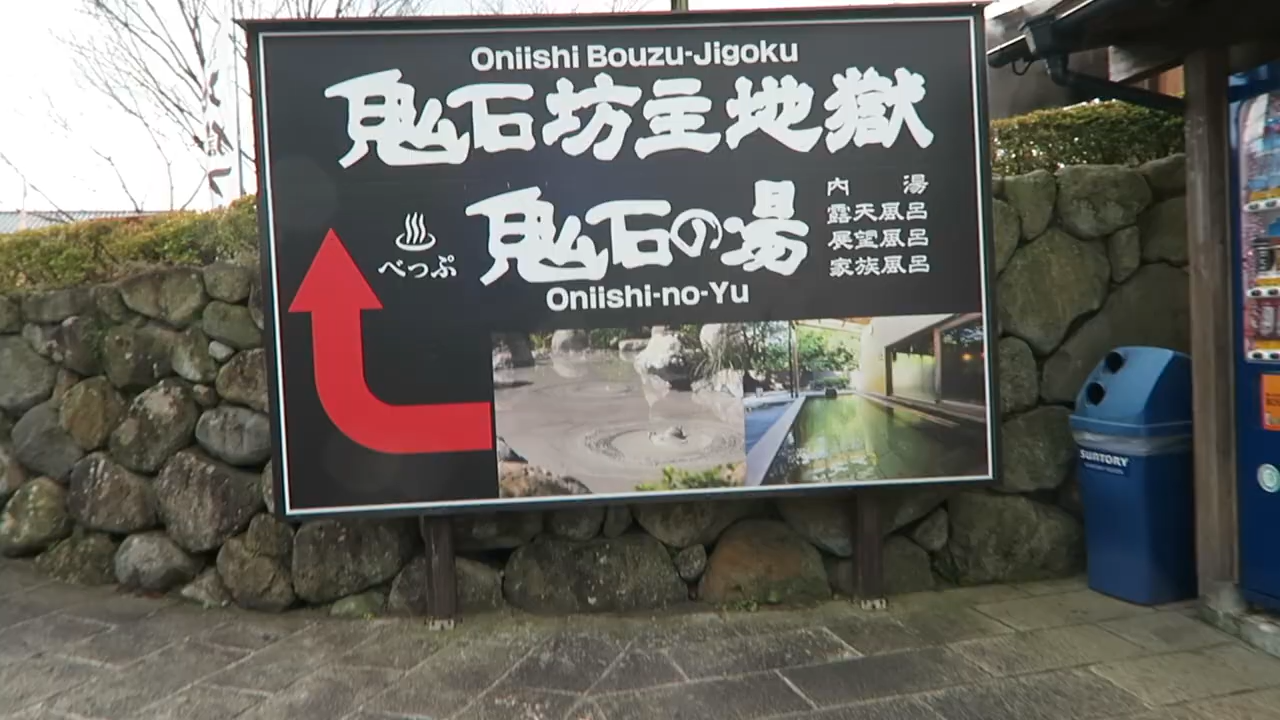 Oniishi Bouzu-Jigoku
鬼石坊主地獄
べっぷ
鬼石の湯
Oniishi-no-Yu
内湯
露天風呂
展望風呂
家族風呂
SUNTORY